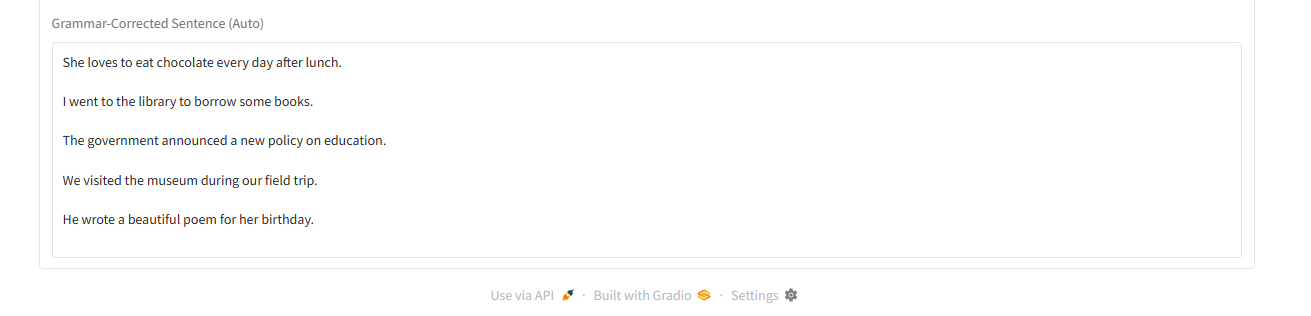 Grammar-Corrected Sentence (Auto)
She loves to eat chocolate every day after lunch.
I went to the library to borrow some books.
The government announced a new policy on education.
We visited the museum during our field trip.
He wrote a beautiful poem for her birthday.
Use via API · Built with Gradio · Settings